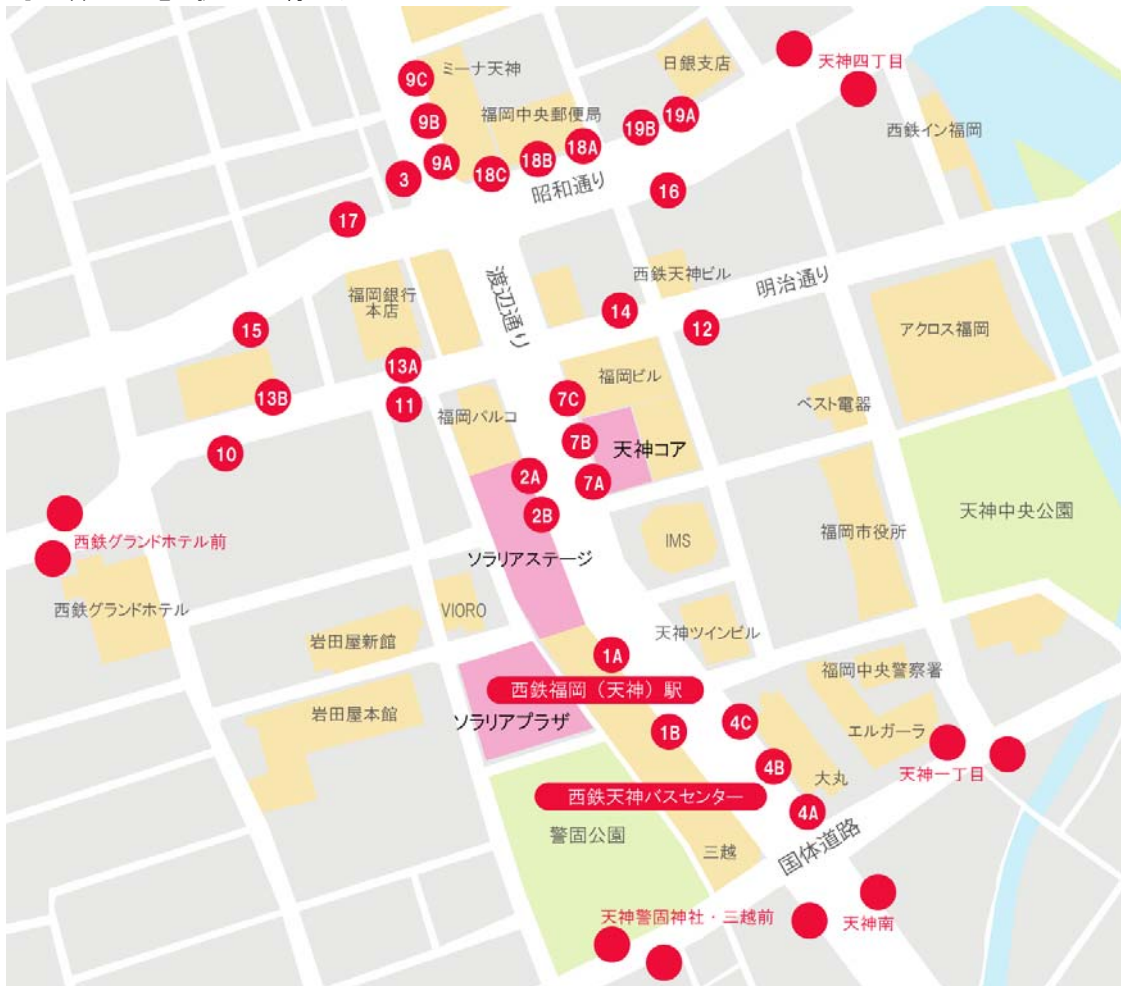 ミーナ天神
日銀支店
天神四丁目
9C
福岡中央郵便局
19A
9B
19B
西鉄イン福岡
18A
18B
9A
18C
3
昭和通り
16
17
西鉄天神ビル
明治通り
渡辺通り
福岡銀行
本店
14
12
15
アクロス福岡
13A
福岡ビル
13B
11
7C
ベスト電器
福岡パルコ
7B
天神コア
10
2A
7A
2B
天神中央公園
西鉄グランドホテル前
IMS
福岡市役所
ソラリアステージ
西鉄グランドホテル
VIORO
天神ツインビル
岩田屋新館
1A
福岡中央警察署
西鉄福岡(天神)駅
岩田屋本館
ソラリアプラザ
1B
4C
エルガーラ
4B
大丸
天神一丁目
西鉄天神バスセンター
4A
警固公園
三越
国体道路
天神警固神社・三越前
天神南